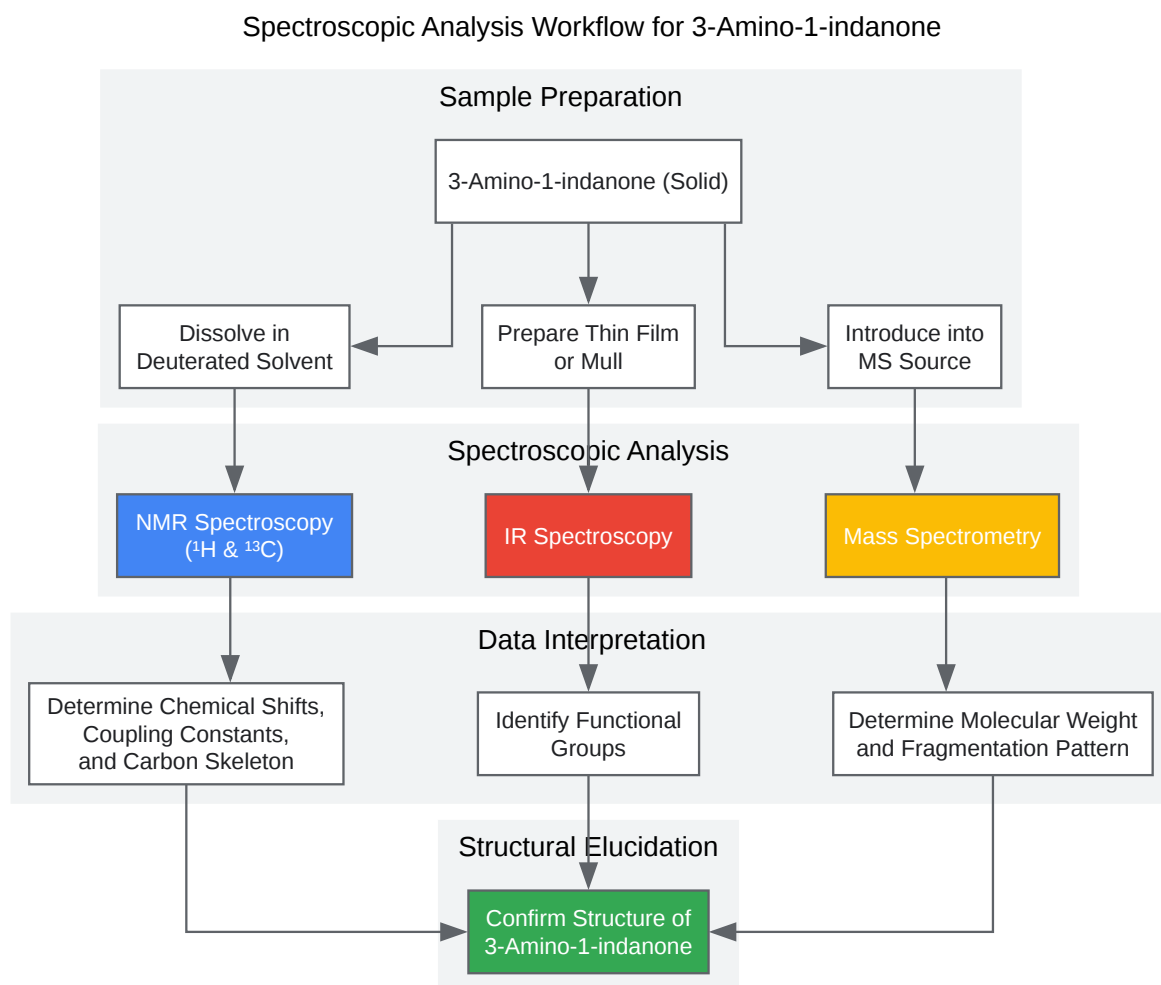 Spectroscopic Analysis Workflow for 3-Amino-1-indanone
Sample Preparation
3-Amino-1-indanone (Solid)
Dissolve in
Deuterated Solvent
Prepare Thin Film
or Mull
Introduce into
MS Source
Spectroscopic Analysis
NMR Spectroscopy
(¹H & ¹³C)
IR Spectroscopy
Mass Spectrometry
Data Interpretation
Determine Chemical Shifts,
Coupling Constants,
and Carbon Skeleton
Identify Functional
Groups
Determine Molecular Weight
and Fragmentation Pattern
Structural Elucidation
Confirm Structure of
3-Amino-1-indanone